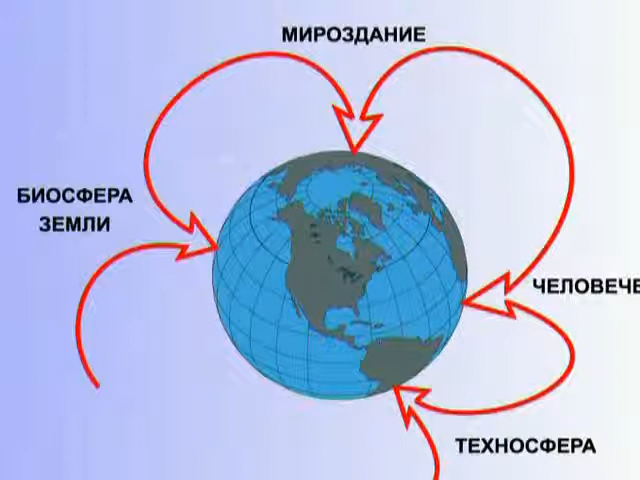 МИРОЗДАНИЕ
БИОСФЕРА
ЗЕМЛИ
ЧЕЛОВЕЧЕ
ТЕХНОСФЕРА